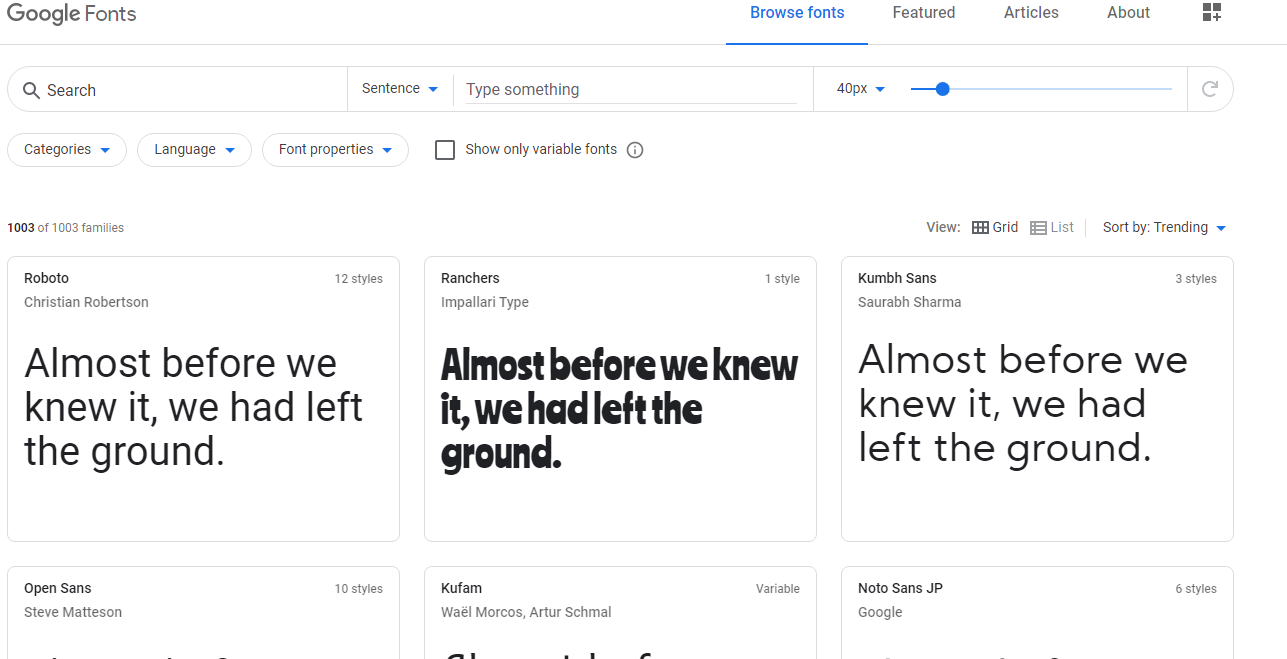 Google Fonts
Browse fonts Featured Articles About
Search Sentence Type something 40px
Categories Language Font properties Show only variable fonts
1003 of 1003 families View: Grid List Sort by: Trending
Roboto 12 styles
Christian Robertson
Almost before we
knew it, we had left
the ground.
Ranchers 1 style
Impallari Type
Almost before we knew
it, we had left the
ground.
Kumbh Sans 3 styles
Saurabh Sharma
Almost before we
knew it, we had
left the ground.
Open Sans 10 styles
Steve Matteson
Kufam Variable
Waël Morcos, Artur Schmal
Noto Sans JP 6 styles
Google